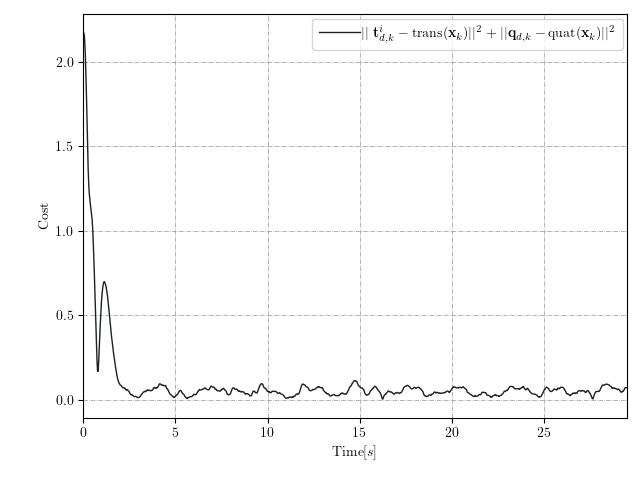 || t^i_{d,k} − trans(x_k)||^2 + ||q_{d,k} − quat(x_k)||^2
2.0
1.5
1.0
0.5
0.0
Cost
0 5 10 15 20 25
Time[s]